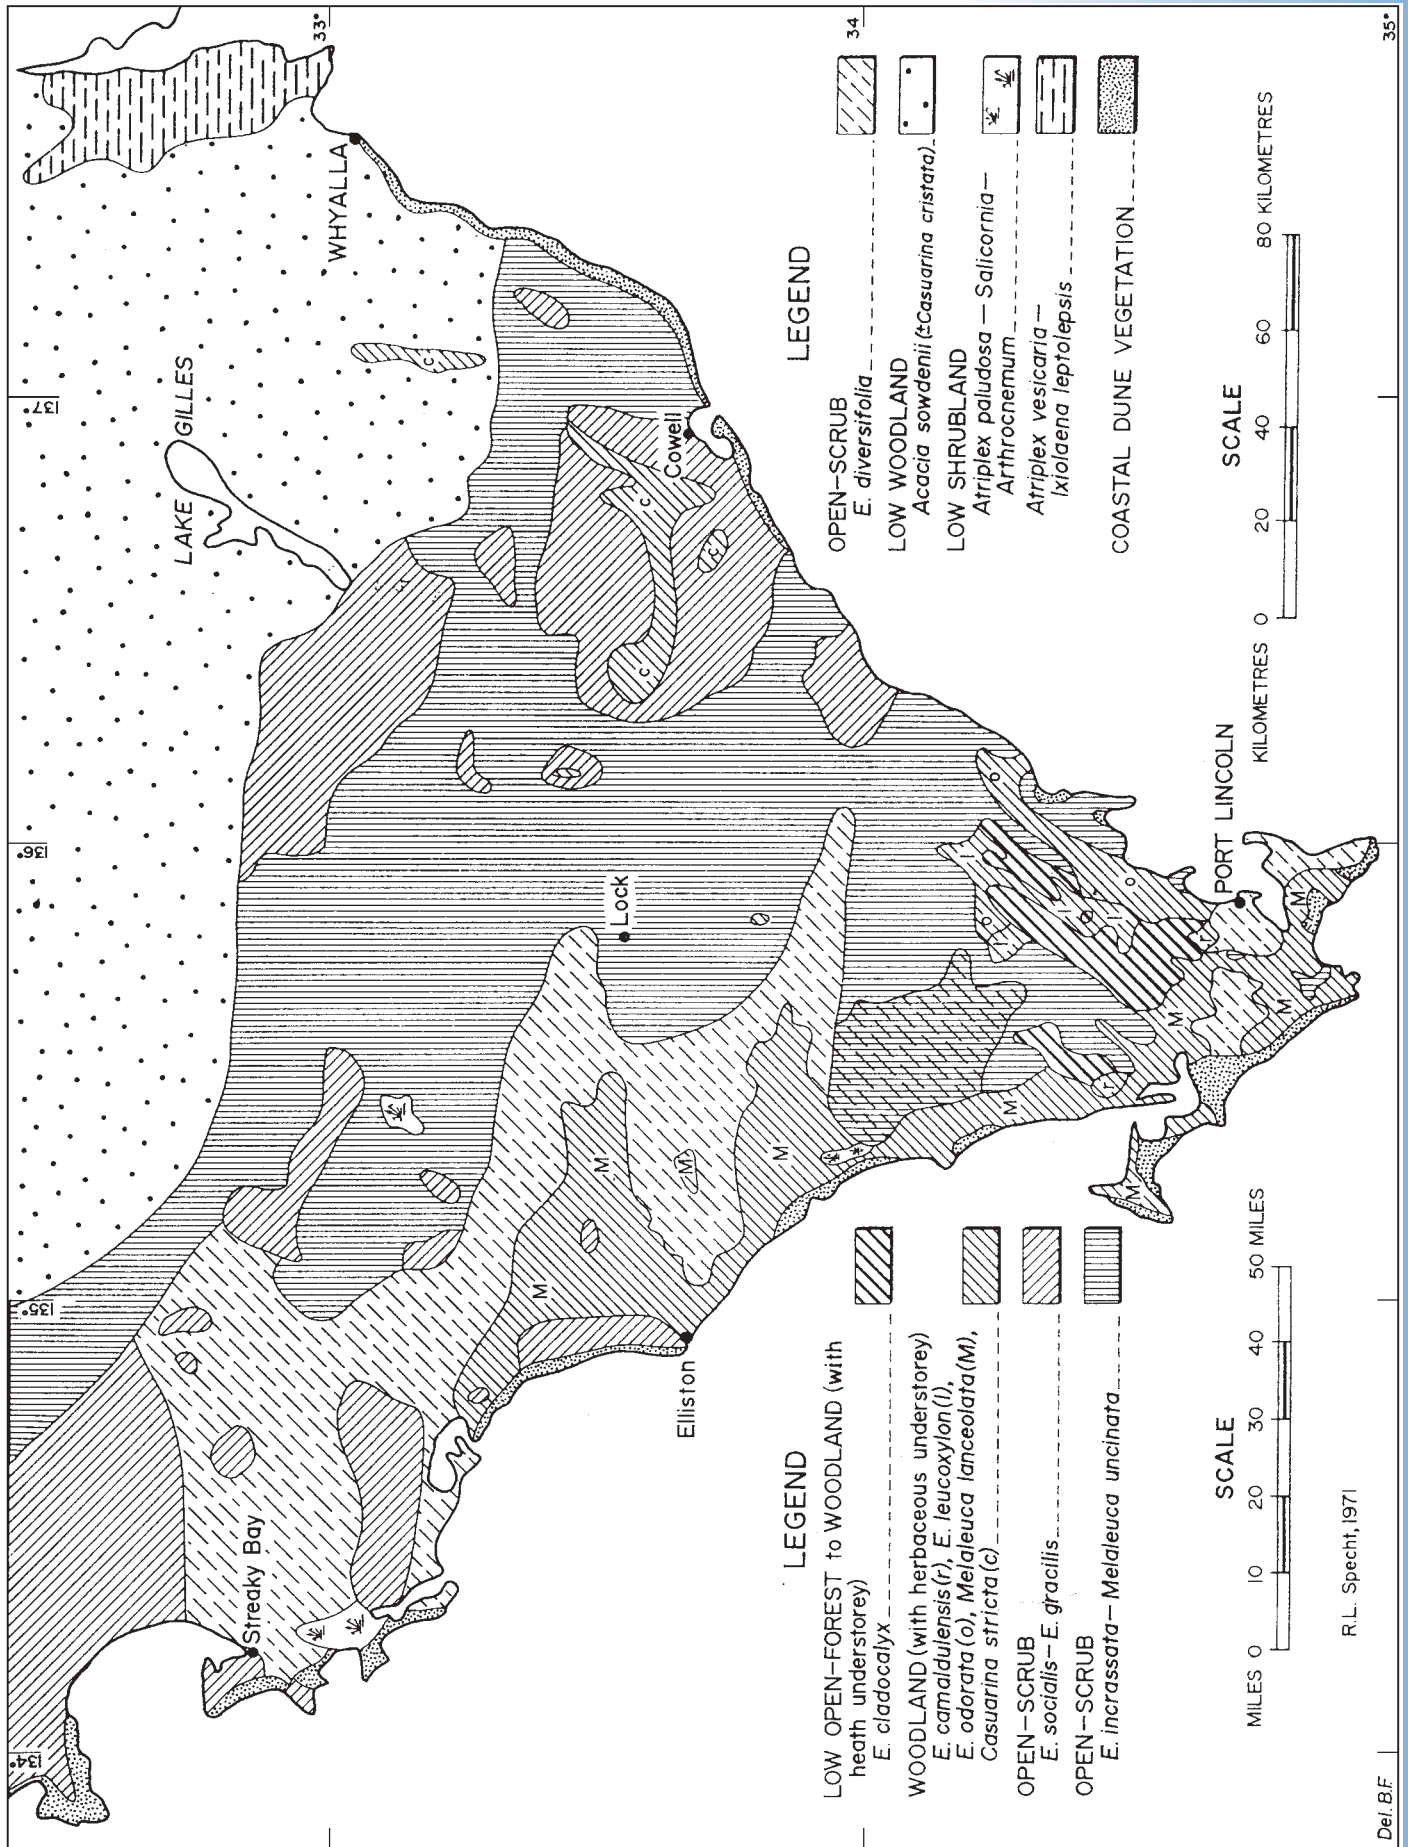 134°
135°
136°
137°
33°
34
35°
LAKE GILLES
WHYALLA
Streaky Bay
Lock
Cowell
Elliston
PORT LINCOLN
c
c
c
c
M
M
M
M
M
M
M
M
M
o
o
o
l
l
l
r
r
LEGEND
LOW OPEN-FOREST to WOODLAND (with
heath understorey)
E. cladocalyx
WOODLAND (with herbaceous understorey)
E. camaldulensis (r), E. leucoxylon (l),
E. odorata (o), Melaleuca lanceolata (M),
Casuarina stricta (c)
OPEN-SCRUB
E. socialis – E. gracilis
OPEN-SCRUB
E. incrassata – Melaleuca uncinata
LEGEND
OPEN-SCRUB
E. diversifolia
LOW WOODLAND
Acacia sowdenii (±Casuarina cristata)
LOW SHRUBLAND
Atriplex paludosa – Salicornia –
Arthrocnemum
Atriplex vesicaria –
Ixiolaena leptolepsis
COASTAL DUNE VEGETATION
SCALE
MILES 0 10 20 30 40 50 MILES
SCALE
KILOMETRES 0 20 40 60 80 KILOMETRES
R.L. Specht, 1971
Del. B.F.